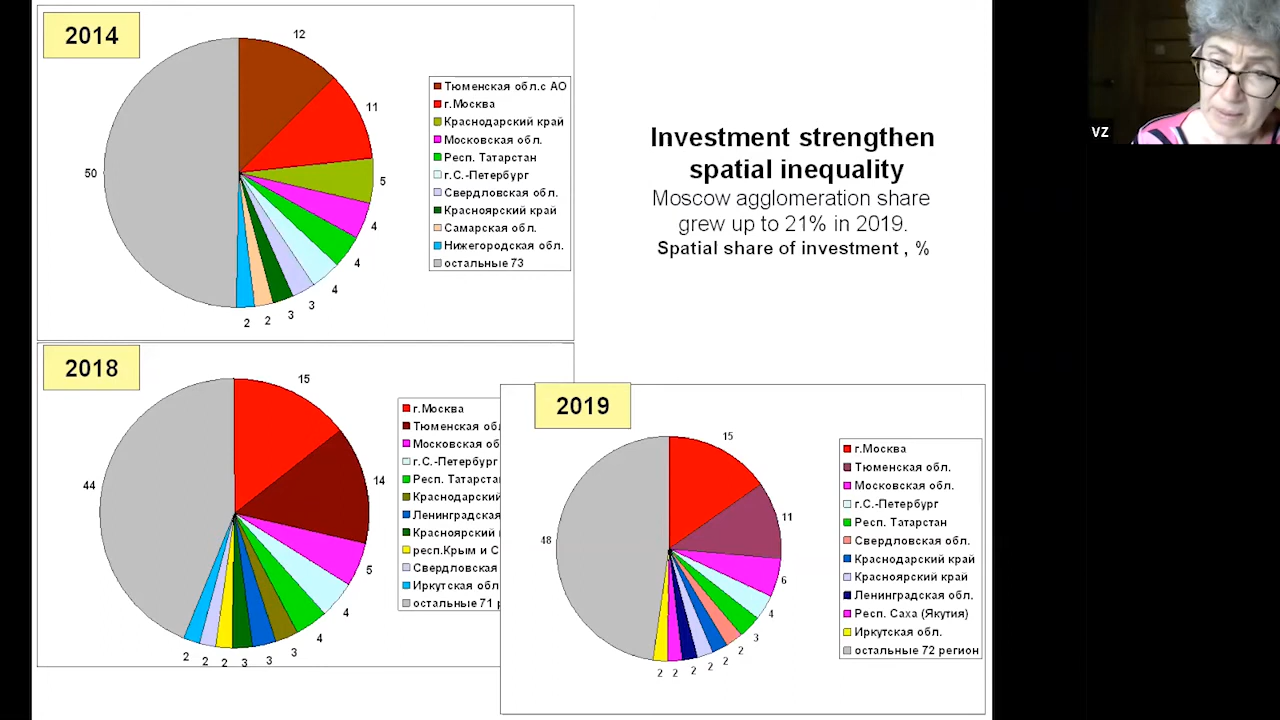 2014
12
11
5
4
4
4
3
3
2
2
50
Тюменская обл.с АО
г.Москва
Краснодарский край
Московская обл.
Респ. Татарстан
г.С.-Петербург
Свердловская обл.
Красноярский край
Самарская обл.
Нижегородская обл.
остальные 73
Investment strengthen
spatial inequality
Moscow agglomeration share
grew up to 21% in 2019.
Spatial share of investment , %
VZ
2018
15
14
5
4
4
3
3
3
2
2
2
44
г.Москва
Тюменская об
Московская об
г.С.-Петербург
Респ. Татарста
Краснодарский
Ленинградская
Красноярский
респ.Крым и С
Свердловская
Иркутская обл
остальные 71 р
2019
15
11
6
4
3
2
2
2
2
2
2
48
г.Москва
Тюменская обл.
Московская обл.
г.С.-Петербург
Респ. Татарстан
Свердловская обл.
Краснодарский край
Красноярский край
Ленинградская обл.
Респ. Саха (Якутия)
Иркутская обл.
остальные 72 регион